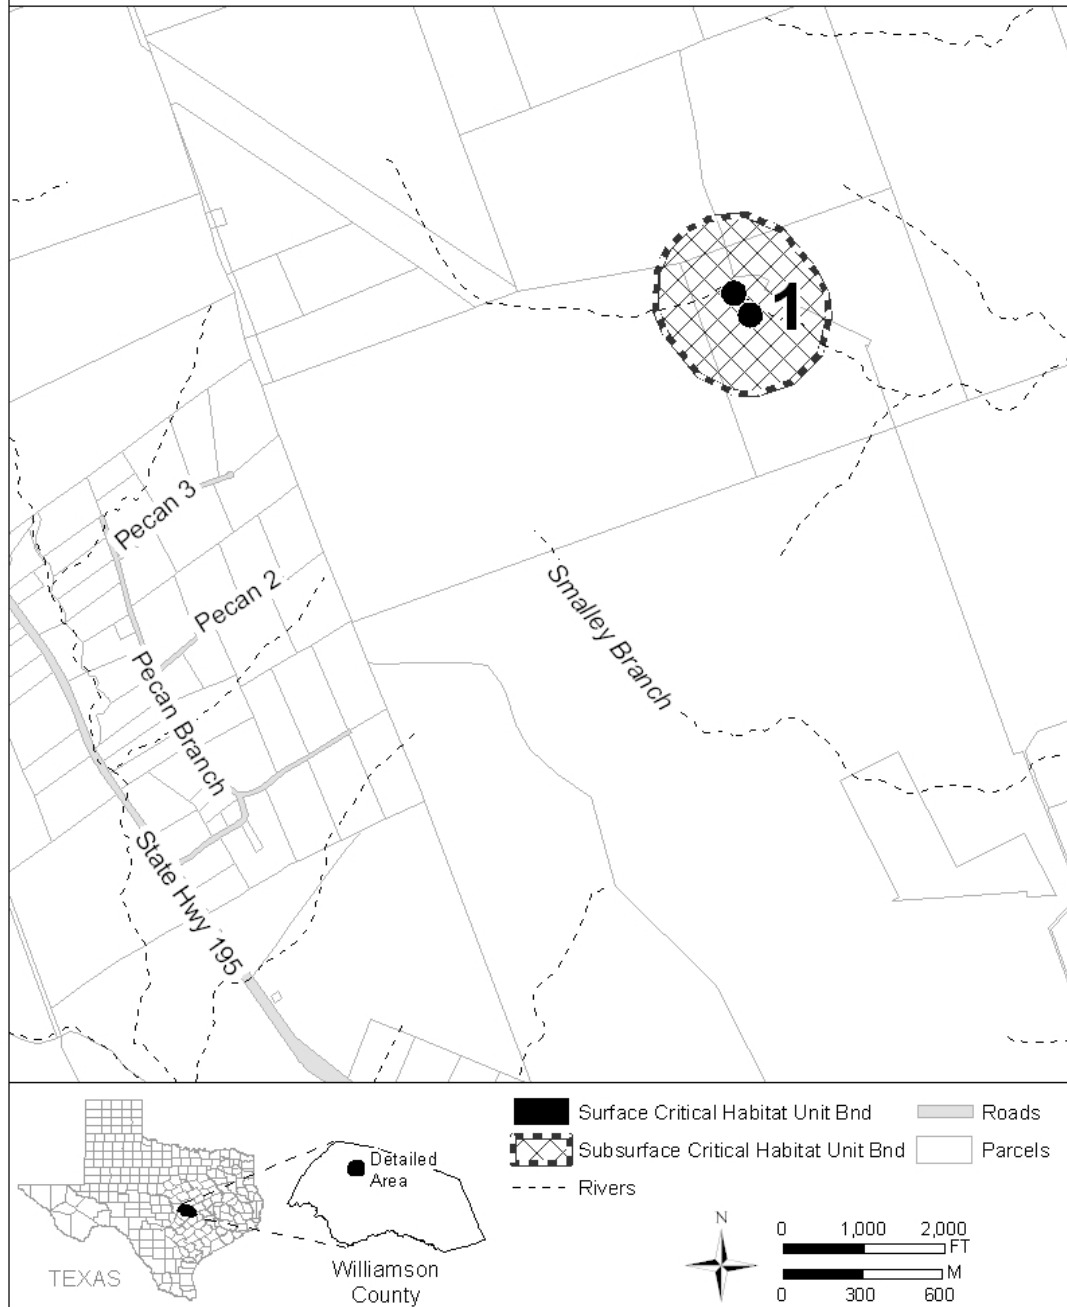 1
Pecan 3
Pecan 2
Smalley Branch
Pecan Branch
State Hwy 195
Surface Critical Habitat Unit Bnd
Roads
Subsurface Critical Habitat Unit Bnd
Parcels
Rivers
Detailed
Area
TEXAS
Williamson
County
N
0 1,000 2,000
FT
M
0 300 600